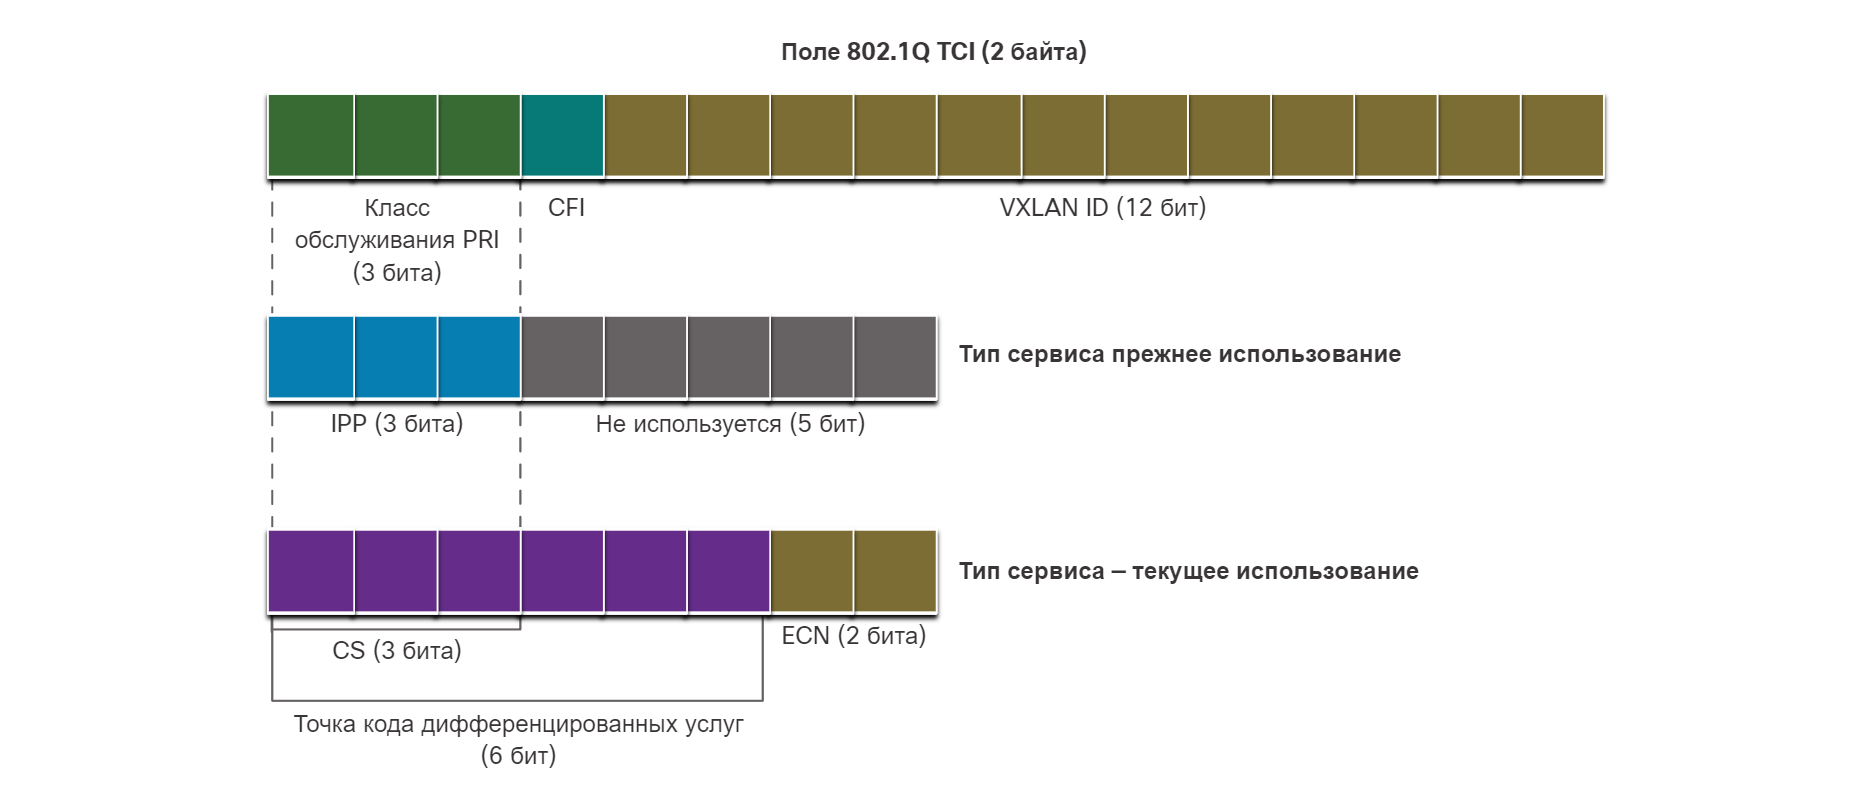 Поле 802.1Q TCI (2 байта)
Класс
обслуживания PRI
(3 бита)
CFI
VXLAN ID (12 бит)
Тип сервиса прежнее использование
IPP (3 бита)
Не используется (5 бит)
Тип сервиса – текущее использование
CS (3 бита)
ECN (2 бита)
Точка кода дифференцированных услуг
(6 бит)